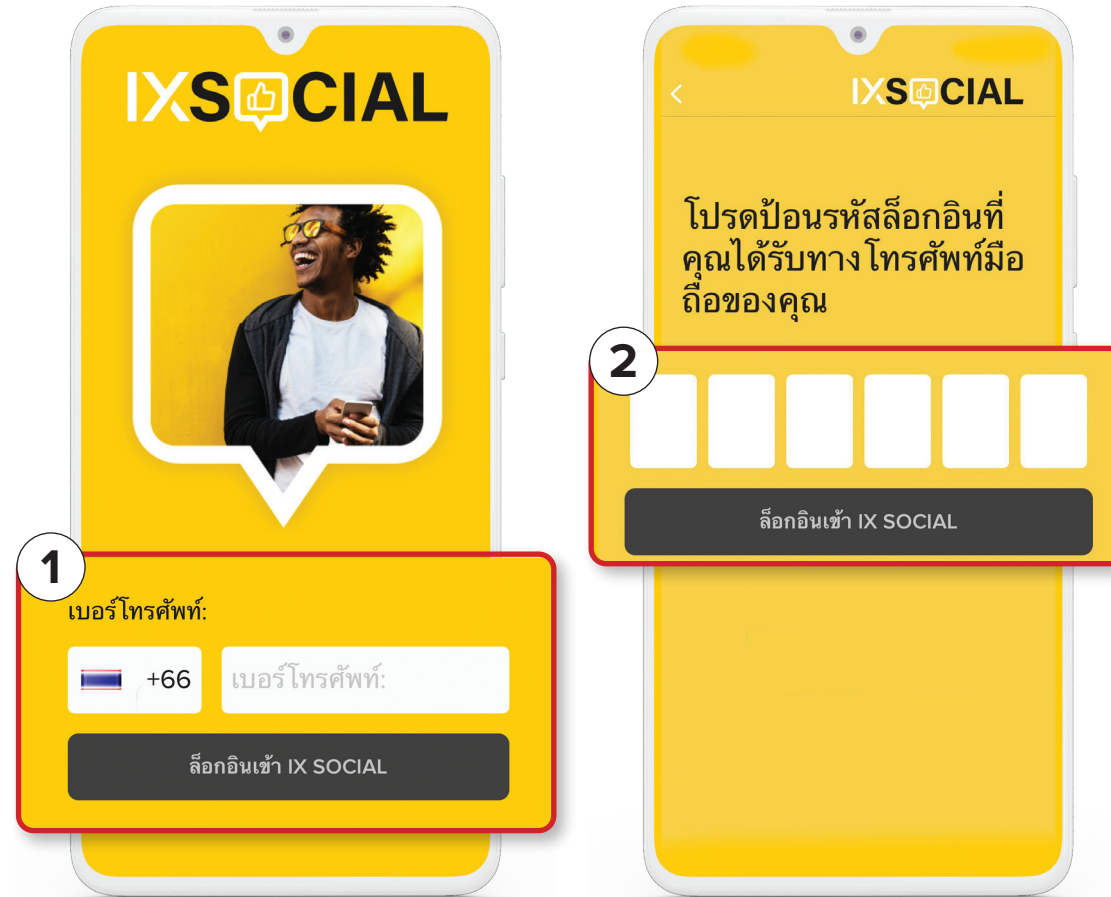 IXSOCIAL
1
เบอร์โทรศัพท์:
+66
เบอร์โทรศัพท์:
ล็อกอินเข้า IX SOCIAL
IXSOCIAL
โปรดป้อนรหัสล็อกอินที่
คุณได้รับทางโทรศัพท์มือ
ถือของคุณ
2
ล็อกอินเข้า IX SOCIAL